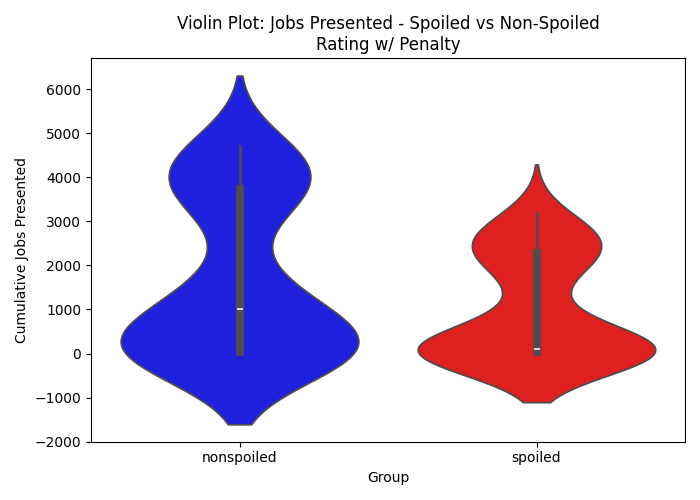 Violin Plot: Jobs Presented - Spoiled vs Non-Spoiled
Rating w/ Penalty
Cumulative Jobs Presented
6000
5000
4000
3000
2000
1000
0
−1000
−2000
nonspoiled
spoiled
Group